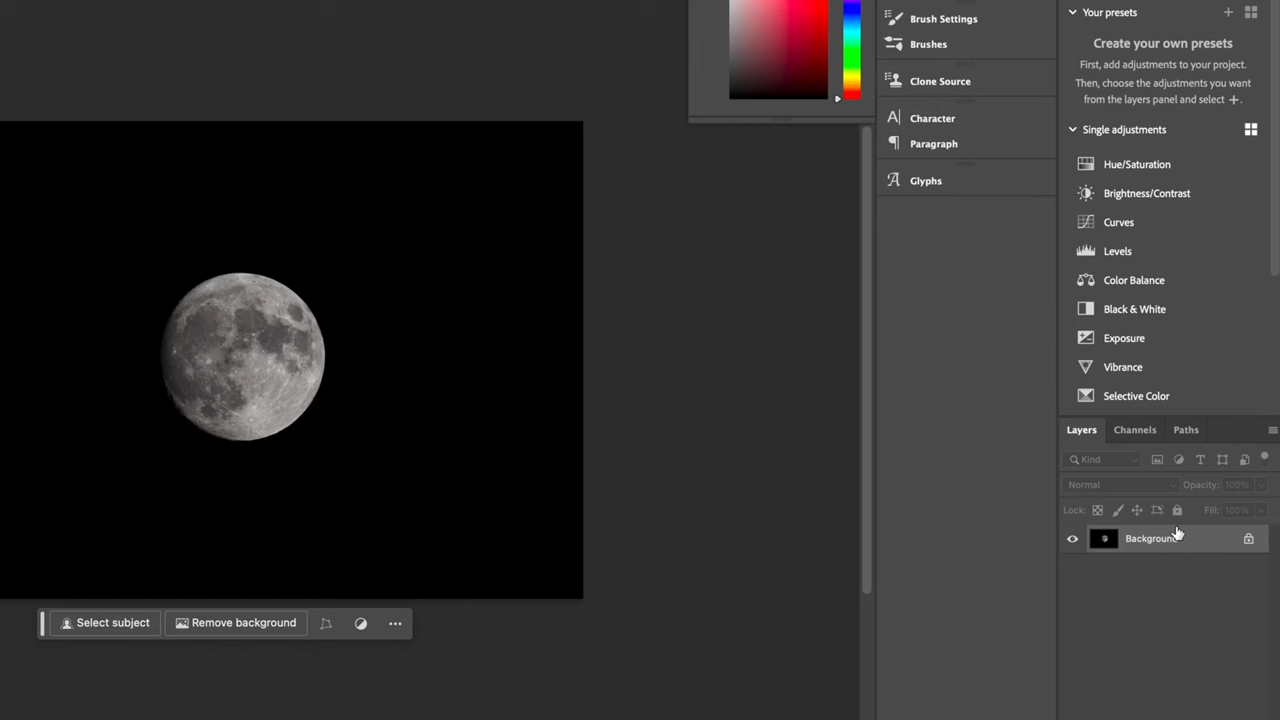 Brush Settings
Brushes
Clone Source
Character
Paragraph
Glyphs
Your presets
Create your own presets
First, add adjustments to your project.
Then, choose the adjustments you want
from the layers panel and select +.
Single adjustments
Hue/Saturation
Brightness/Contrast
Curves
Levels
Color Balance
Black & White
Exposure
Vibrance
Selective Color
Layers Channels Paths
Kind
Normal Opacity: 100%
Lock: Fill: 100%
Background
Select subject Remove background